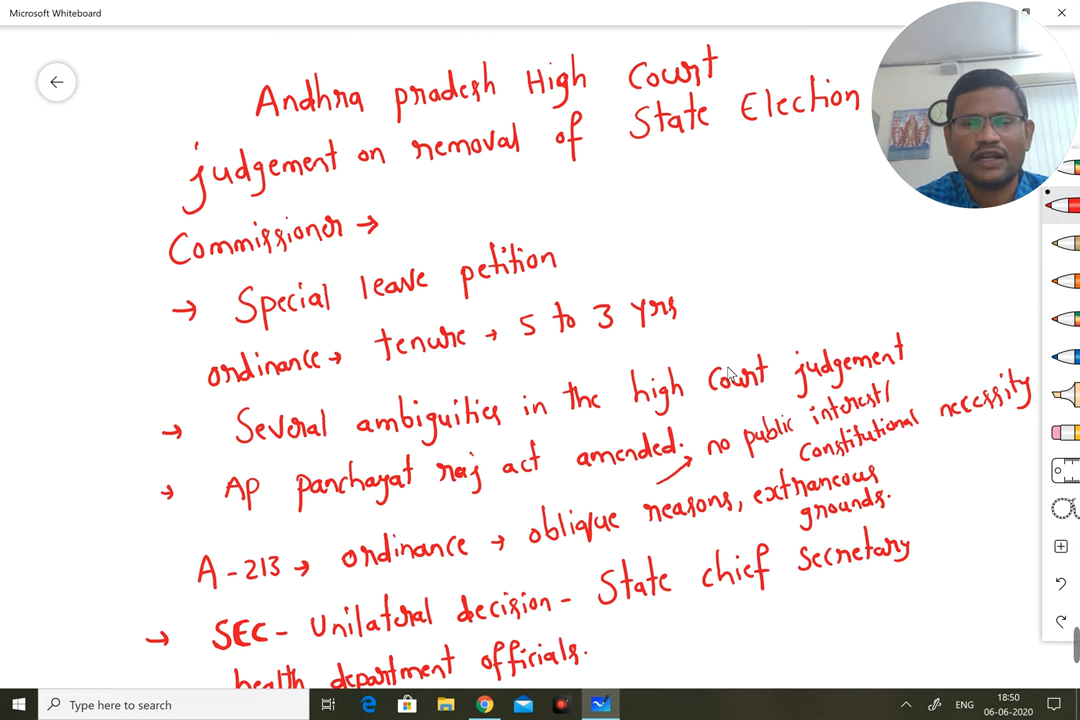 Microsoft Whiteboard
Andhra pradesh High Court
judgement on removal of State Election
Commissioner →
→ Special leave petition
ordinance → tenure → 5 to 3 yrs
→ Several ambiguities in the high Court judgement
→ AP panchayat raj act amended. → no public interest/
constitutional necessity
A-213 → ordinance → oblique reasons, extraneous
grounds.
→ SEC - Unilateral decision - State chief Secretary
health department officials.
Type here to search
ENG
18:50
06-06-2020